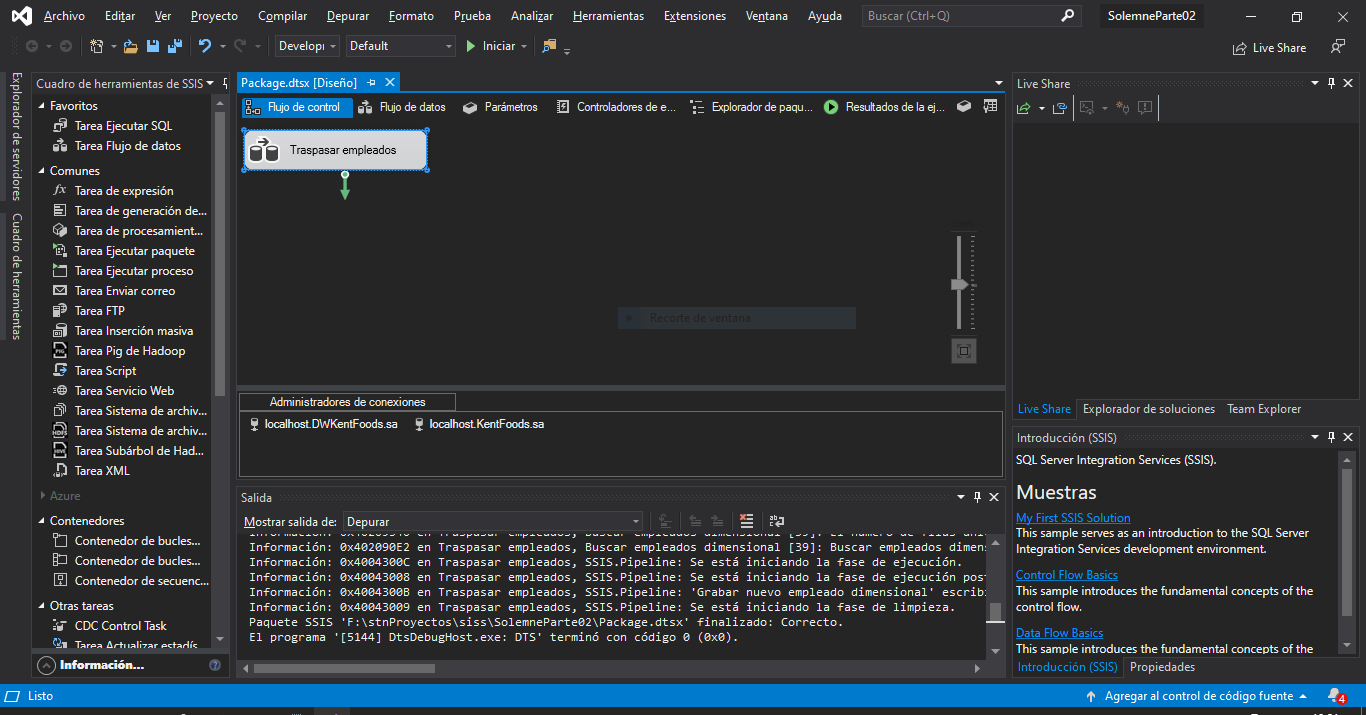 Archivo Editar Ver Proyecto Compilar Depurar Formato Prueba Analizar Herramientas Extensiones Ventana Ayuda Buscar (Ctrl+Q) SolemneParte02
Develop Default Iniciar Live Share
Explorador de servidores
Cuadro de herramientas
Cuadro de herramientas de SSIS
Favoritos
Tarea Ejecutar SQL
Tarea Flujo de datos
Comunes
Tarea de expresión
Tarea de generación de...
Tarea de procesamient...
Tarea Ejecutar paquete
Tarea Ejecutar proceso
Tarea Enviar correo
Tarea FTP
Tarea Inserción masiva
Tarea Pig de Hadoop
Tarea Script
Tarea Servicio Web
Tarea Sistema de archiv...
Tarea Sistema de archiv...
Tarea Subárbol de Had...
Tarea XML
Azure
Contenedores
Contenedor de bucles...
Contenedor de bucles...
Contenedor de secuenc...
Otras tareas
CDC Control Task
Tarea Actualizar estadís
Información...
Package.dtsx [Diseño]
Flujo de control Flujo de datos Parámetros Controladores de e... Explorador de paqu... Resultados de la ej...
Traspasar empleados
Recorte de ventana
Administradores de conexiones
localhost.DWKentFoods.sa localhost.KentFoods.sa
Salida
Mostrar salida de: Depurar
Información: 0x402090E2 en Traspasar empleados, Buscar empleados dimensional [39]: Buscar empleados dimens
Información: 0x4004300C en Traspasar empleados, SSIS.Pipeline: Se está iniciando la fase de ejecución.
Información: 0x40043008 en Traspasar empleados, SSIS.Pipeline: Se está iniciando la fase de ejecución post
Información: 0x4004300B en Traspasar empleados, SSIS.Pipeline: 'Grabar nuevo empleado dimensional' escribi
Información: 0x40043009 en Traspasar empleados, SSIS.Pipeline: Se está iniciando la fase de limpieza.
Paquete SSIS 'F:\stnProyectos\siss\SolemneParte02\Package.dtsx' finalizado: Correcto.
El programa '[5144] DtsDebugHost.exe: DTS' terminó con código 0 (0x0).
Live Share
Live Share Explorador de soluciones Team Explorer
Introducción (SSIS)
SQL Server Integration Services (SSIS).
Muestras
My First SSIS Solution
This sample serves as an introduction to the SQL Server
Integration Services development environment.
Control Flow Basics
This sample introduces the fundamental concepts of the
control flow.
Data Flow Basics
This sample introduces the fundamental concepts of the
Introducción (SSIS) Propiedades
Listo Agregar al control de código fuente 4